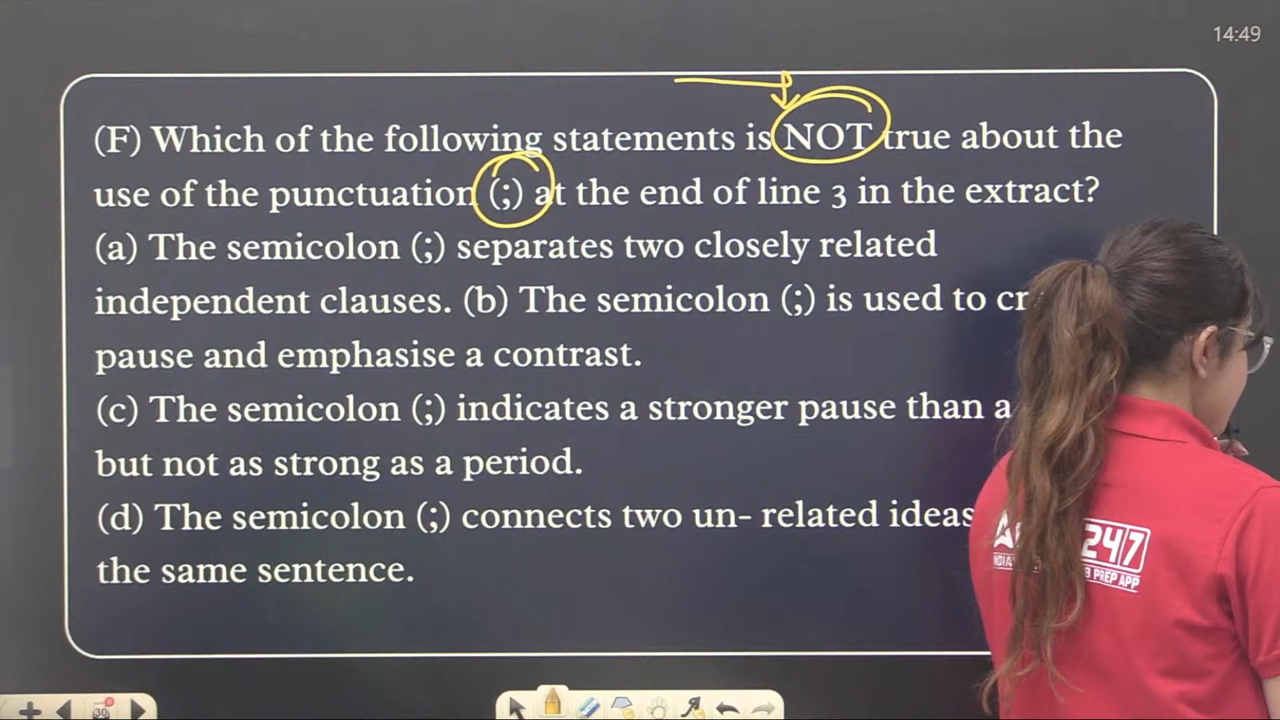 14:49
(F) Which of the following statements is NOT true about the
use of the punctuation (;) at the end of line 3 in the extract?
(a) The semicolon (;) separates two closely related
independent clauses. (b) The semicolon (;) is used to cr
pause and emphasise a contrast.
(c) The semicolon (;) indicates a stronger pause than a
but not as strong as a period.
(d) The semicolon (;) connects two un- related ideas
the same sentence.
247
PREP APP
30